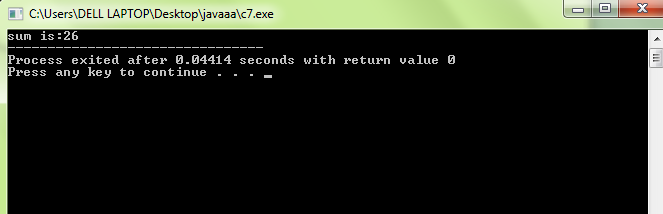 C:\Users\DELL LAPTOP\Desktop\javaaa\c7.exe
sum is:26
--------------------------------
Process exited after 0.04414 seconds with return value 0
Press any key to continue . . . _